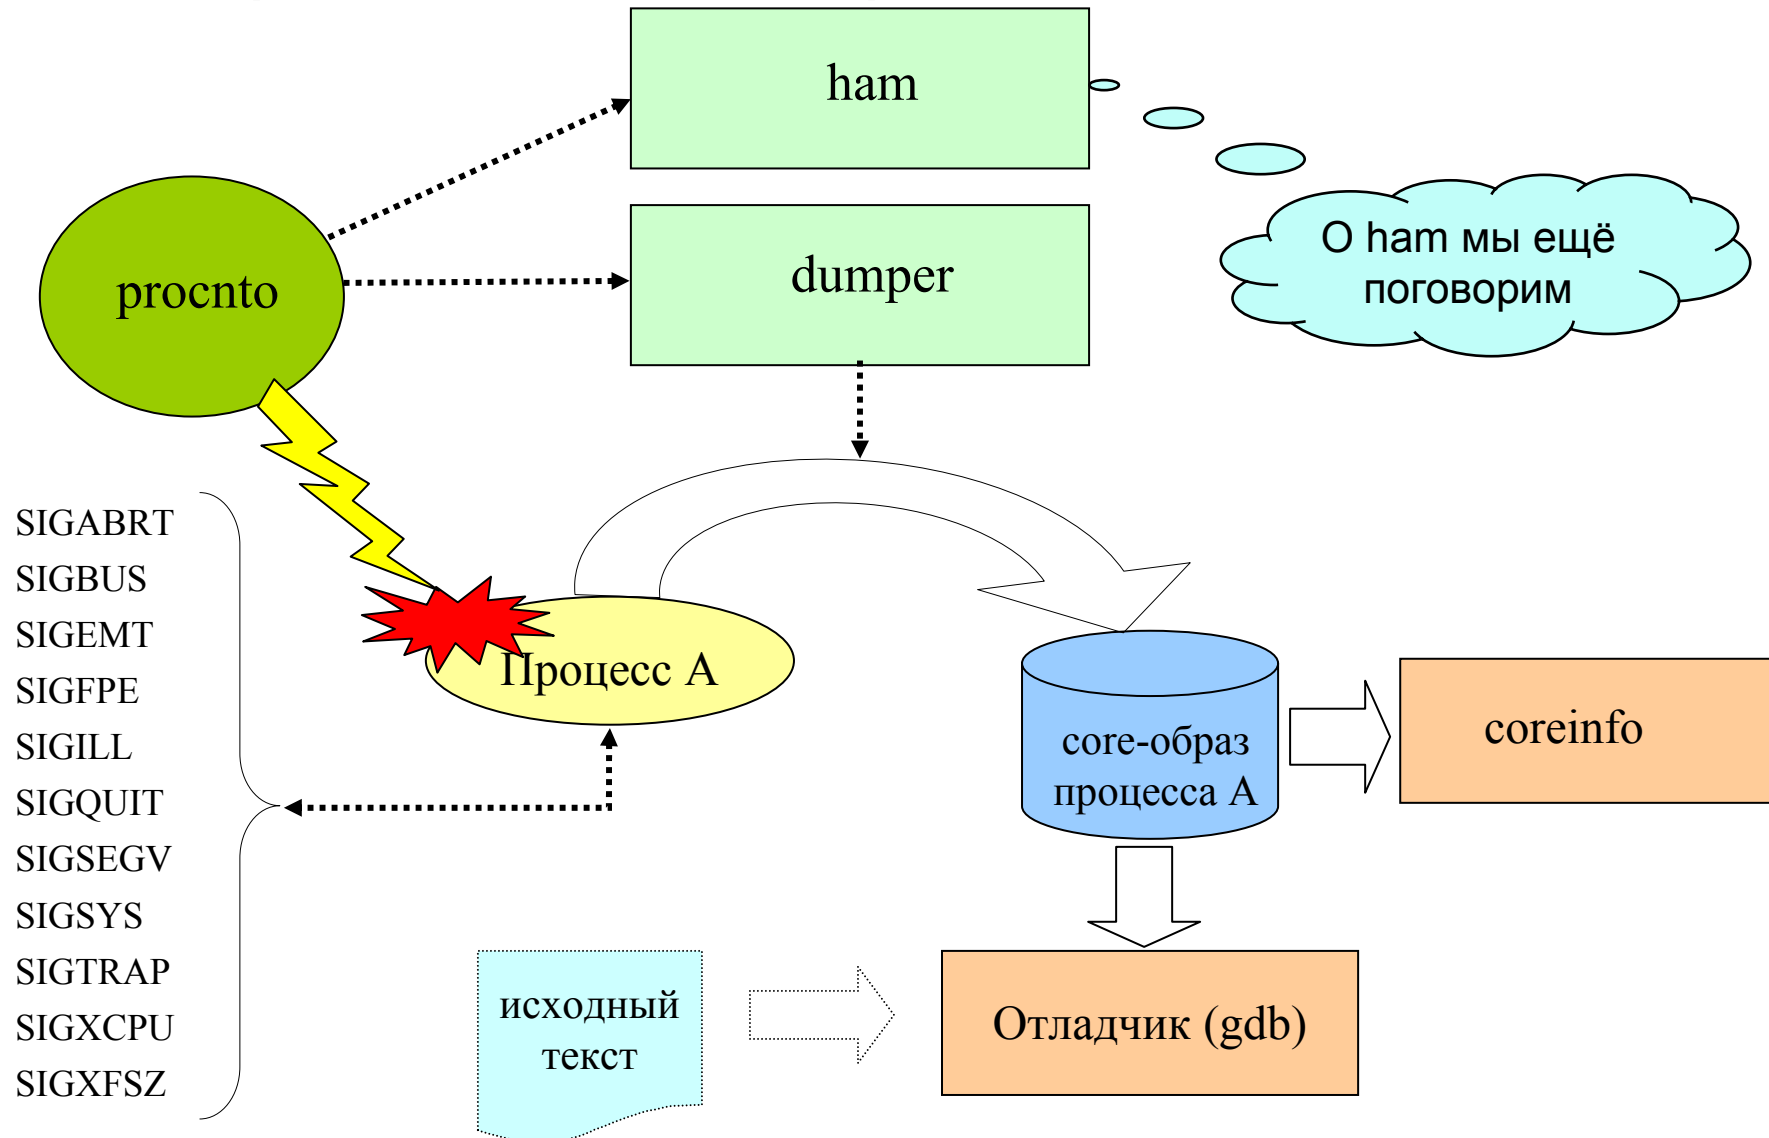 ham
О ham мы ещё
поговорим
procnto
dumper
SIGABRT
SIGBUS
SIGEMT
SIGFPE
SIGILL
SIGQUIT
SIGSEGV
SIGSYS
SIGTRAP
SIGXCPU
SIGXFSZ
Процесс А
core-образ
процесса А
coreinfo
исходный
текст
Отладчик (gdb)